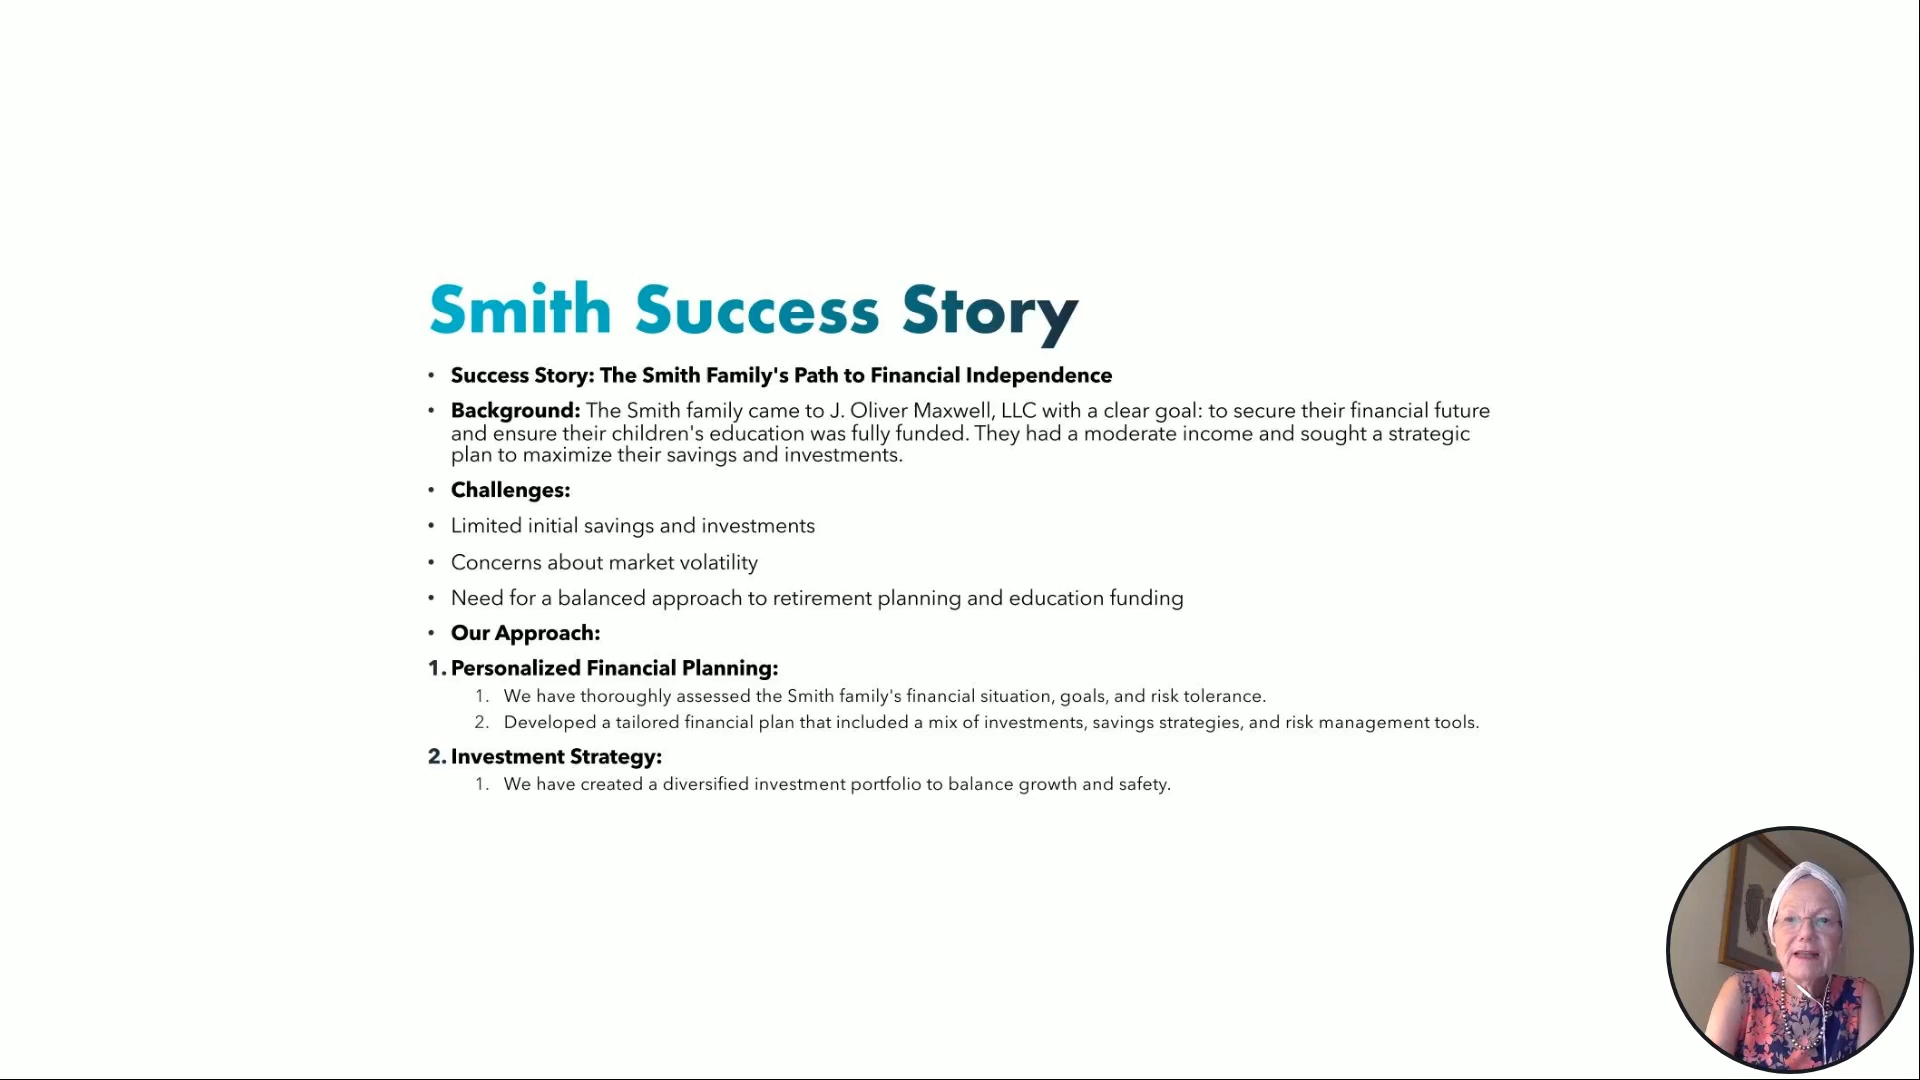 Smith Success Story
• Success Story: The Smith Family's Path to Financial Independence
• Background: The Smith family came to J. Oliver Maxwell, LLC with a clear goal: to secure their financial future
and ensure their children's education was fully funded. They had a moderate income and sought a strategic
plan to maximize their savings and investments.
• Challenges:
• Limited initial savings and investments
• Concerns about market volatility
• Need for a balanced approach to retirement planning and education funding
• Our Approach:
1. Personalized Financial Planning:
1. We have thoroughly assessed the Smith family's financial situation, goals, and risk tolerance.
2. Developed a tailored financial plan that included a mix of investments, savings strategies, and risk management tools.
2. Investment Strategy:
1. We have created a diversified investment portfolio to balance growth and safety.